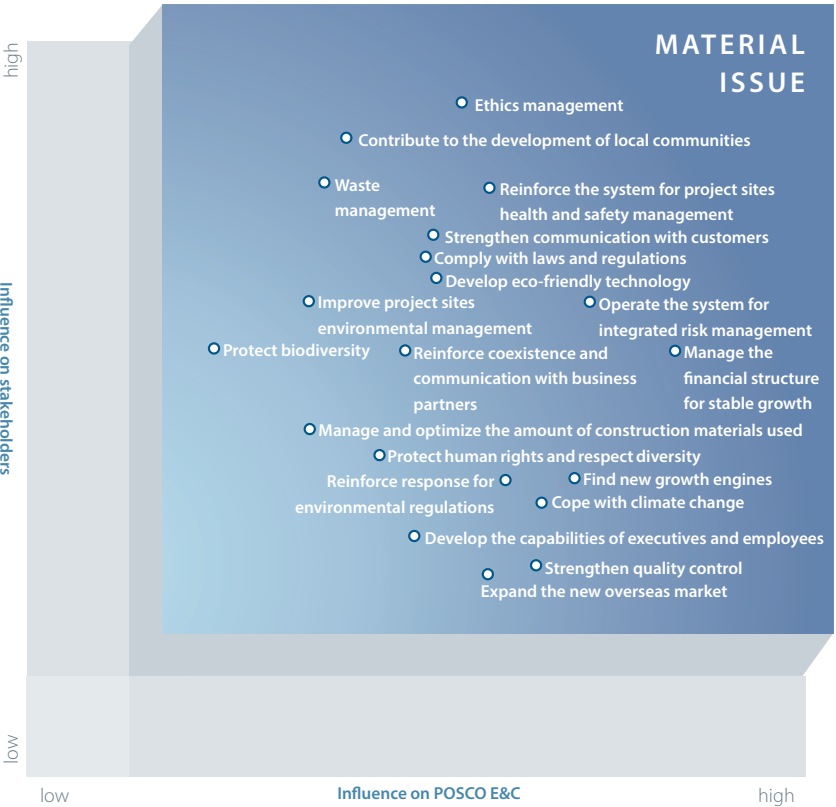 high
MATERIAL
ISSUE
Ethics management
Contribute to the development of local communities
Waste
management
Reinforce the system for project sites
health and safety management
Strengthen communication with customers
Comply with laws and regulations
Develop eco-friendly technology
Improve project sites
environmental management
Operate the system for
integrated risk management
Protect biodiversity
Reinforce coexistence and
communication with business
partners
Manage the
financial structure
for stable growth
Manage and optimize the amount of construction materials used
Protect human rights and respect diversity
Reinforce response for
environmental regulations
Find new growth engines
Cope with climate change
Develop the capabilities of executives and employees
Strengthen quality control
Expand the new overseas market
Influence on stakeholders
low
low
Influence on POSCO E&C
high